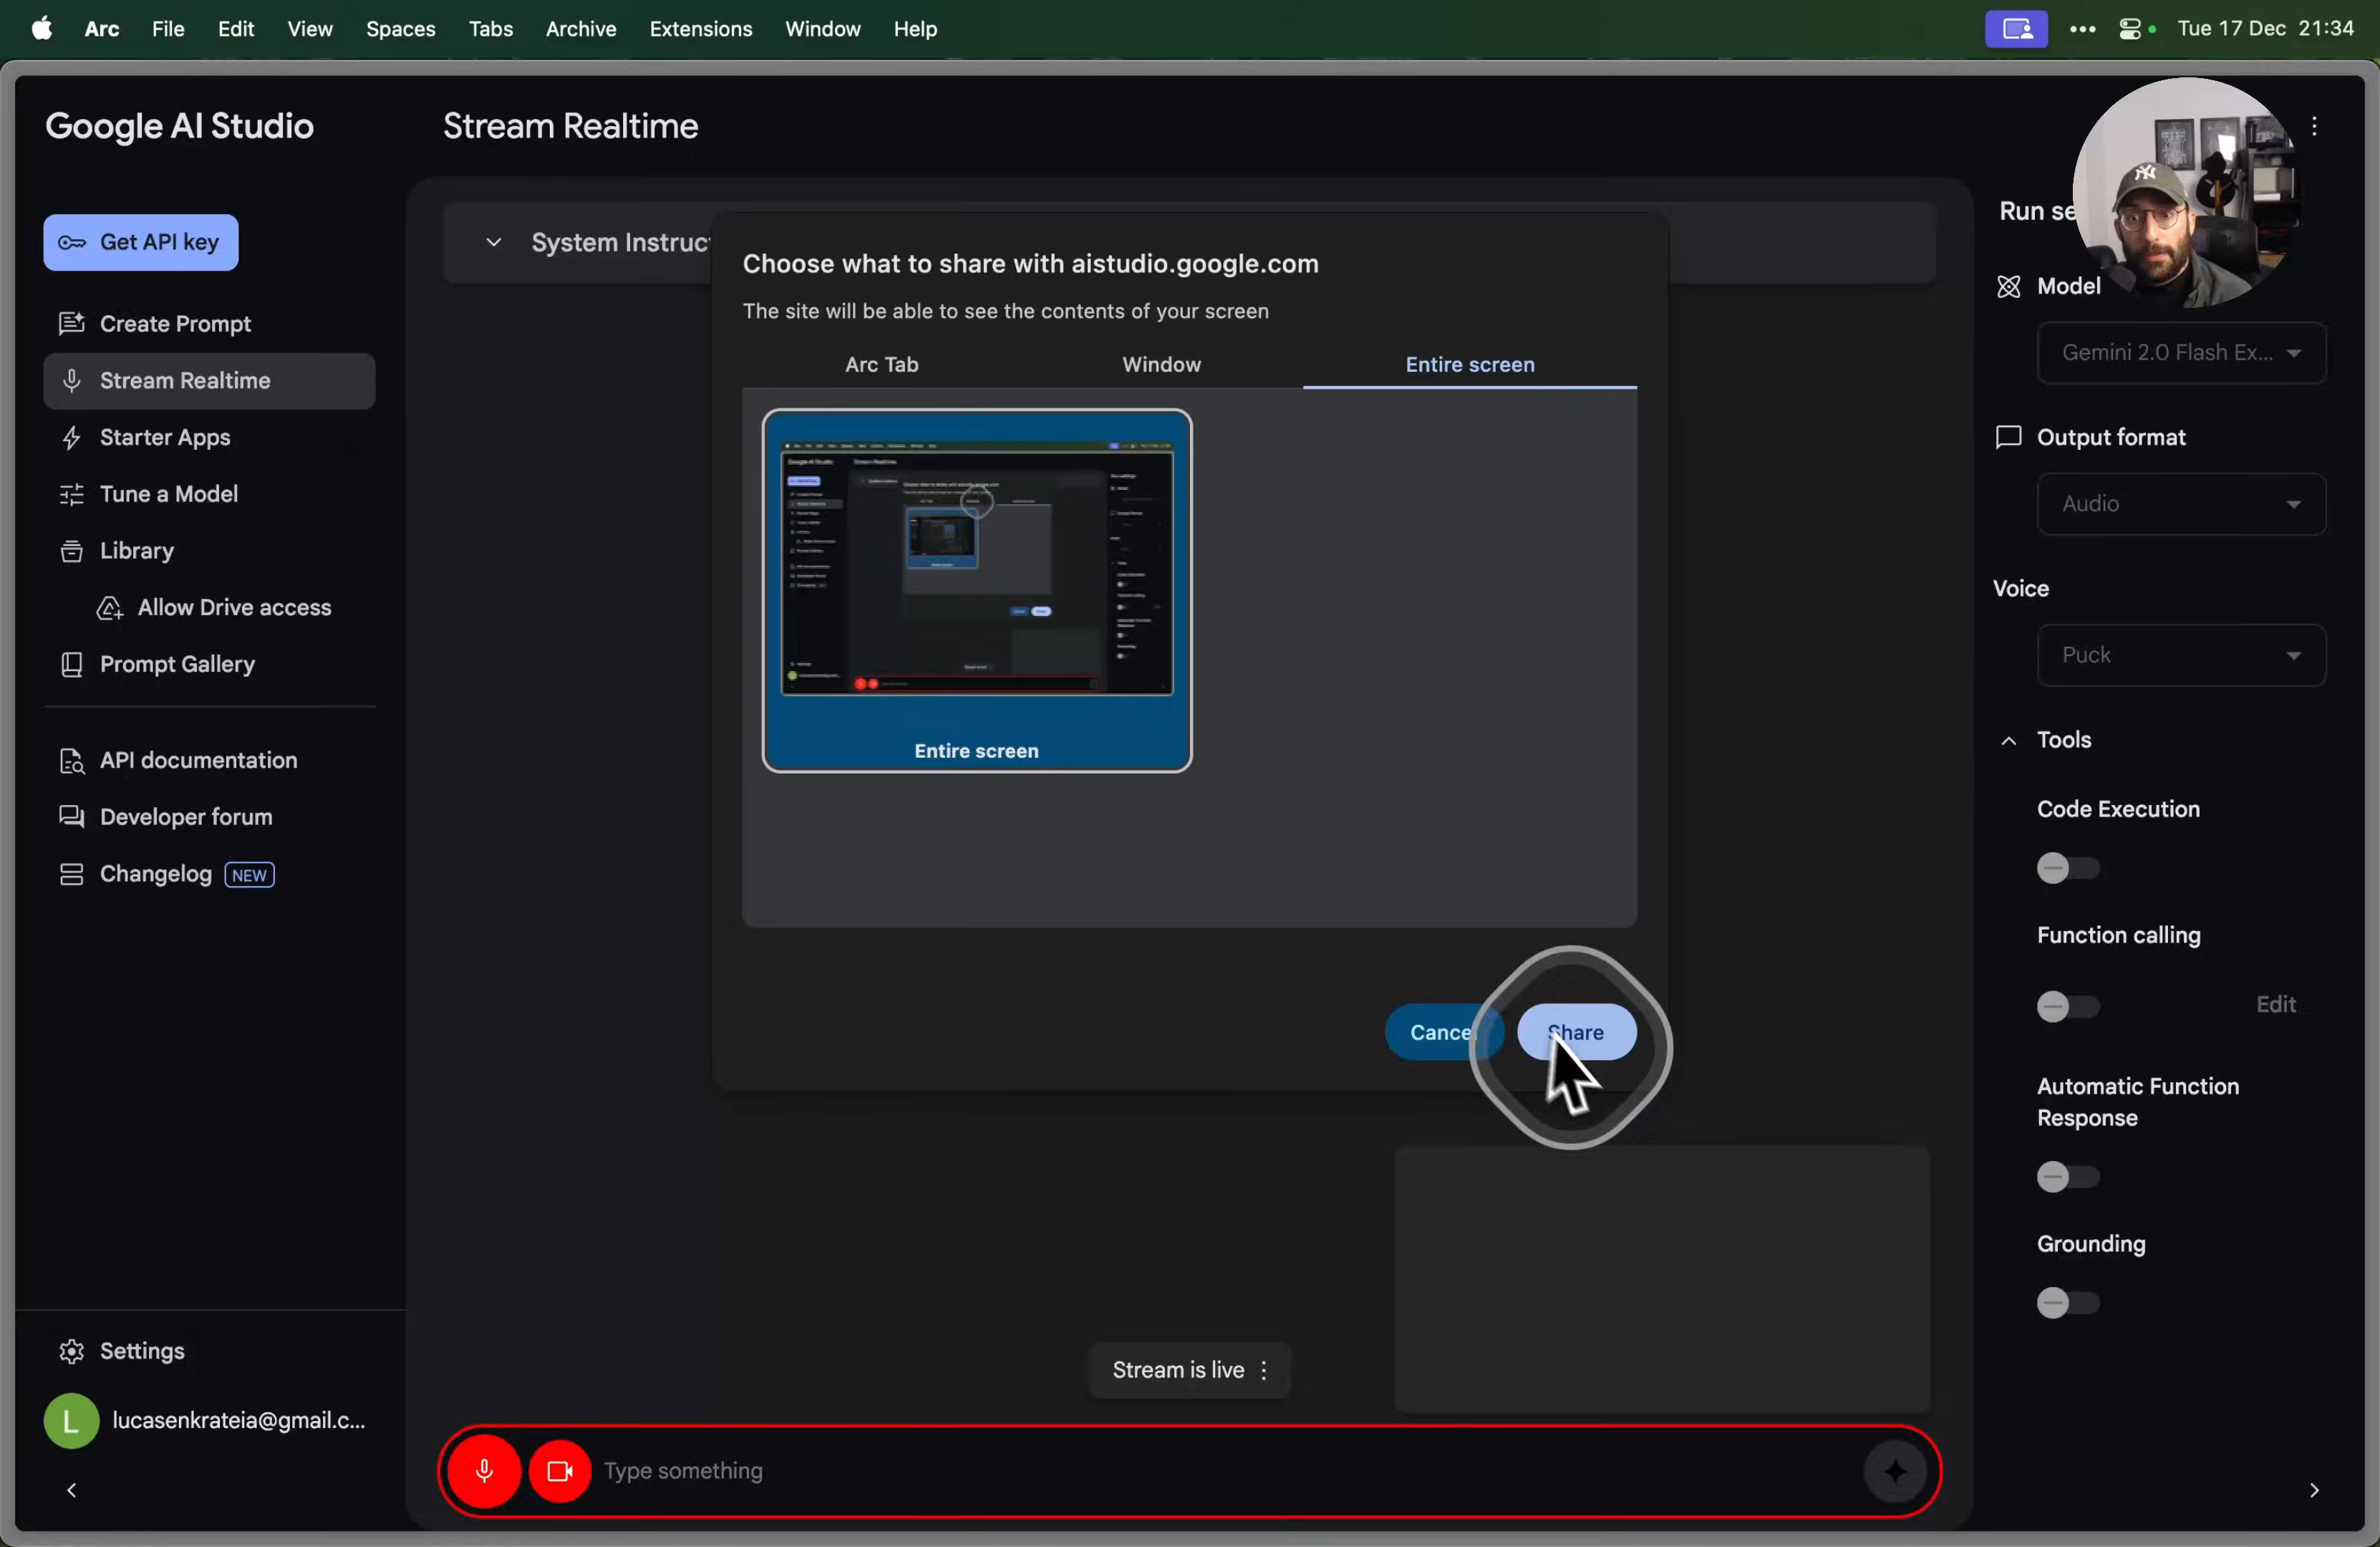 Arc File Edit View Spaces Tabs Archive Extensions Window Help
Tue 17 Dec 21:34
Google AI Studio
Stream Realtime
Get API key
Create Prompt
Stream Realtime
Starter Apps
Tune a Model
Library
Allow Drive access
Prompt Gallery
API documentation
Developer forum
Changelog NEW
Settings
L
lucasenkrateia@gmail.c...
System Instruc
Choose what to share with aistudio.google.com
The site will be able to see the contents of your screen
Arc Tab
Window
Entire screen
Entire screen
Cancel
Share
Stream is live
Type something
Run se
Model
Gemini 2.0 Flash Ex...
Output format
Audio
Voice
Puck
Tools
Code Execution
Function calling
Edit
Automatic Function
Response
Grounding